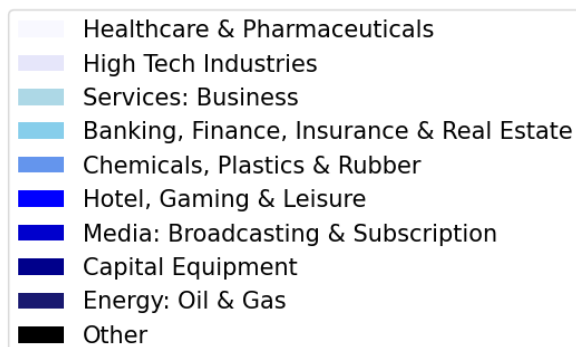 Healthcare & Pharmaceuticals
High Tech Industries
Services: Business
Banking, Finance, Insurance & Real Estate
Chemicals, Plastics & Rubber
Hotel, Gaming & Leisure
Media: Broadcasting & Subscription
Capital Equipment
Energy: Oil & Gas
Other